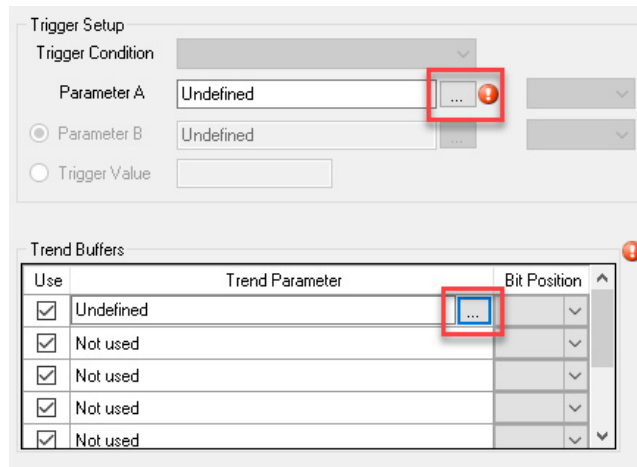 Trigger Setup
Trigger Condition
Parameter A Undefined ...
Parameter B Undefined ...
Trigger Value
Trend Buffers
Use Trend Parameter Bit Position
Undefined ...
Not used
Not used
Not used
Not used